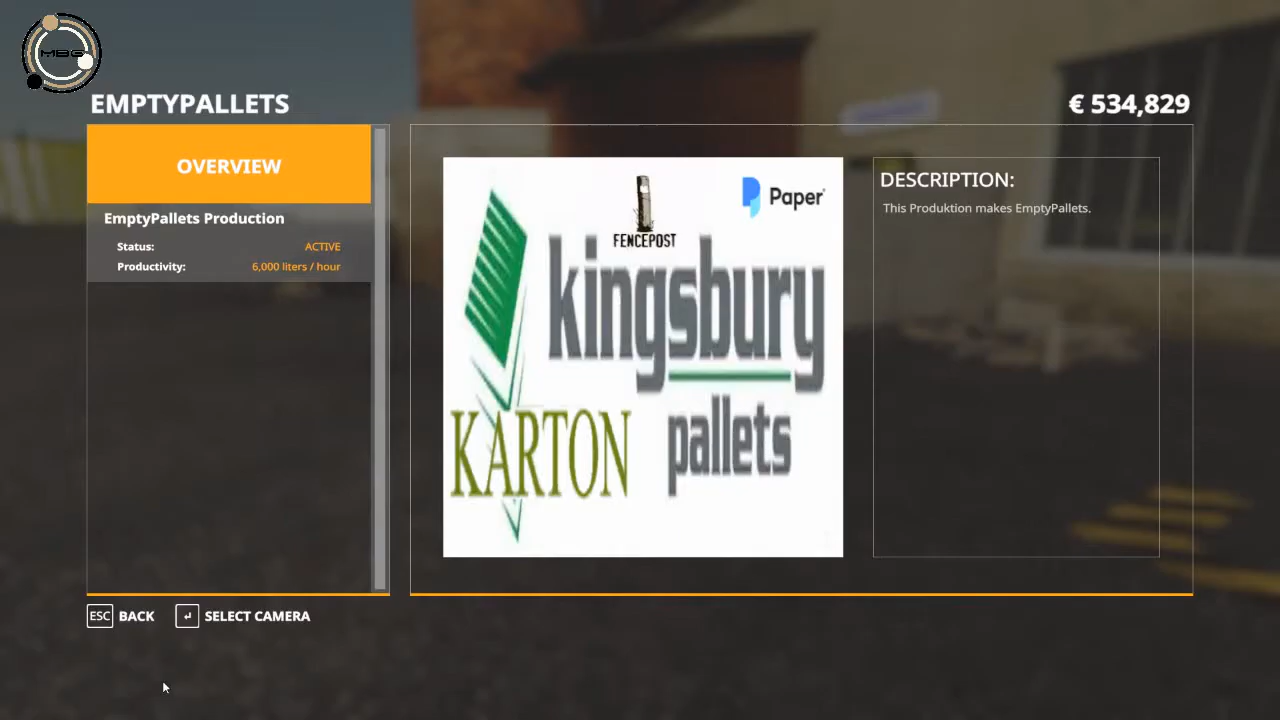 MBG
EMPTYPALLETS
€ 534,829
OVERVIEW
EmptyPallets Production
Status: ACTIVE
Productivity: 6,000 liters / hour
Paper
FENCEPOST
kingsbury
KARTON
pallets
DESCRIPTION:
This Produktion makes EmptyPallets.
ESC BACK
↵ SELECT CAMERA